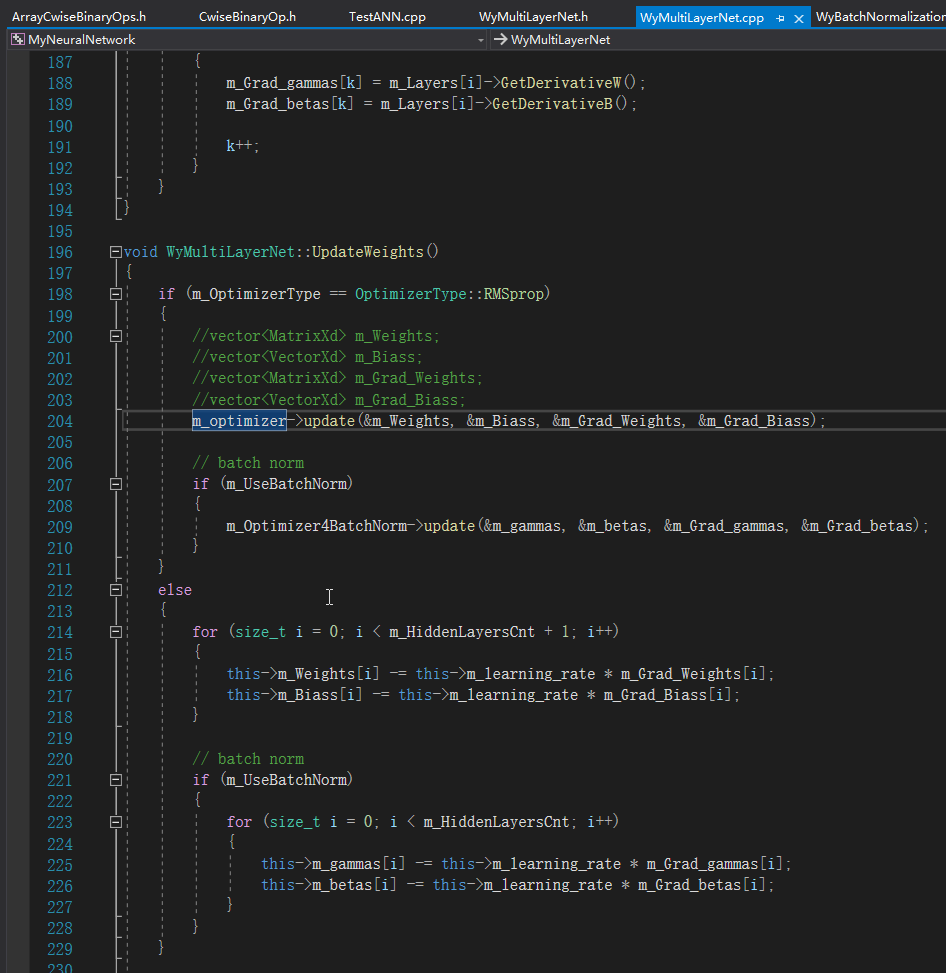 ArrayCwiseBinaryOps.h CwiseBinaryOp.h TestANN.cpp WyMultiLayerNet.h WyMultiLayerNet.cpp WyBatchNormalization
MyNeuralNetwork WyMultiLayerNet
187 {
188 m_Grad_gammas[k] = m_Layers[i]->GetDerivativeW();
189 m_Grad_betas[k] = m_Layers[i]->GetDerivativeB();
190
191 k++;
192 }
193 }
194 }
195
196 void WyMultiLayerNet::UpdateWeights()
197 {
198 if (m_OptimizerType == OptimizerType::RMSprop)
199 {
200 //vector<MatrixXd> m_Weights;
201 //vector<VectorXd> m_Biass;
202 //vector<MatrixXd> m_Grad_Weights;
203 //vector<VectorXd> m_Grad_Biass;
204 m_optimizer->update(&m_Weights, &m_Biass, &m_Grad_Weights, &m_Grad_Biass);
205
206 // batch norm
207 if (m_UseBatchNorm)
208 {
209 m_Optimizer4BatchNorm->update(&m_gammas, &m_betas, &m_Grad_gammas, &m_Grad_betas);
210 }
211 }
212 else
213 {
214 for (size_t i = 0; i < m_HiddenLayersCnt + 1; i++)
215 {
216 this->m_Weights[i] -= this->m_learning_rate * m_Grad_Weights[i];
217 this->m_Biass[i] -= this->m_learning_rate * m_Grad_Biass[i];
218 }
219
220 // batch norm
221 if (m_UseBatchNorm)
222 {
223 for (size_t i = 0; i < m_HiddenLayersCnt; i++)
224 {
225 this->m_gammas[i] -= this->m_learning_rate * m_Grad_gammas[i];
226 this->m_betas[i] -= this->m_learning_rate * m_Grad_betas[i];
227 }
228 }
229 }
230